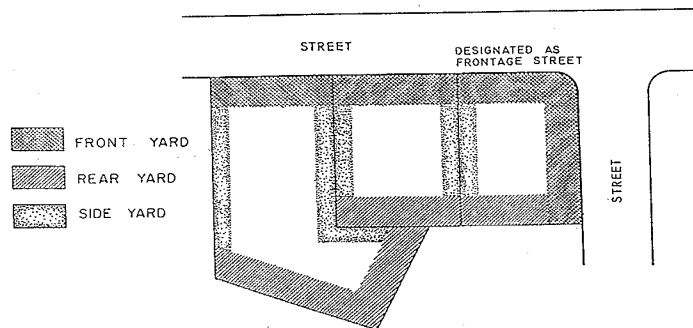 STREET
DESIGNATED AS
FRONTAGE STREET
FRONT YARD
REAR YARD
SIDE YARD
STREET